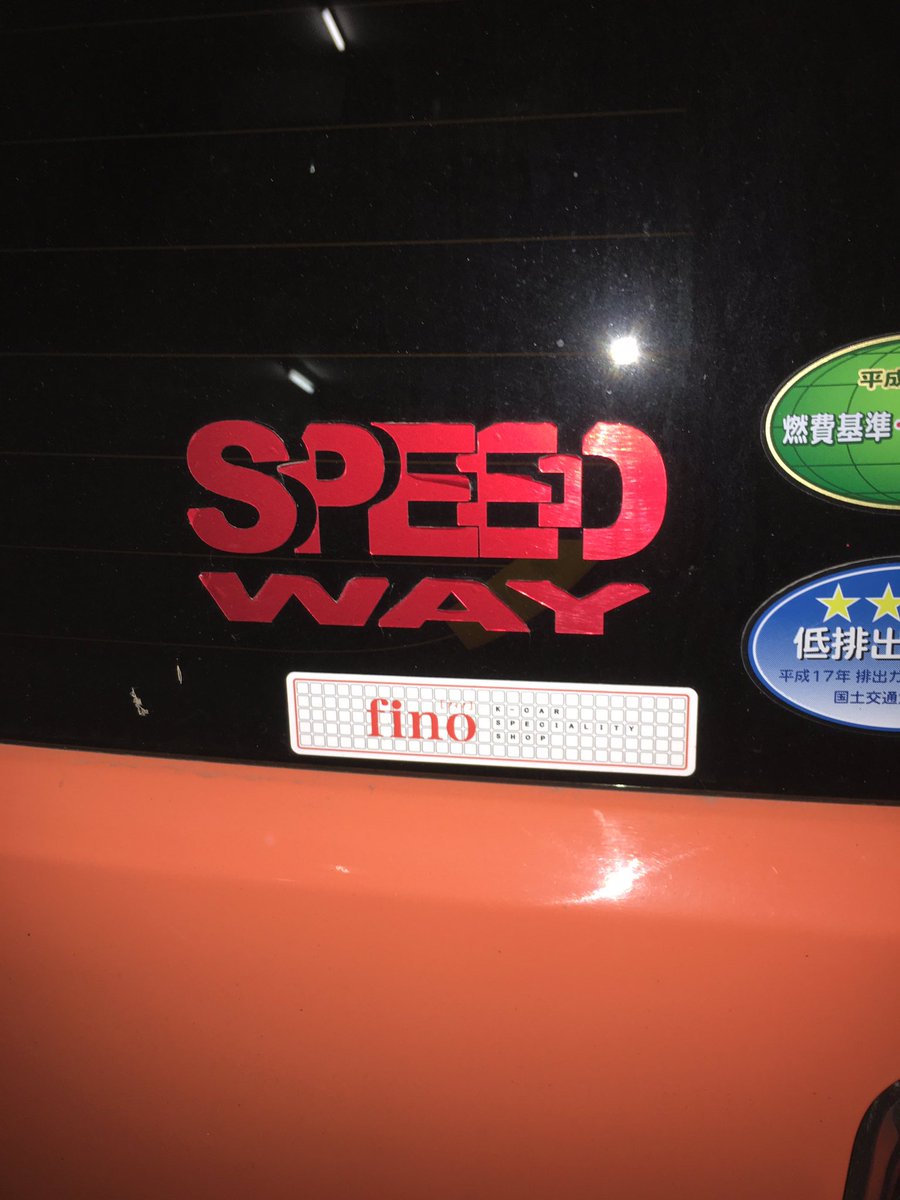 SPEED
WAY
fino
K-CAR
SPECIALITY
SHOP
平成
燃費基準
低排出
平成17年 排出
国土交通